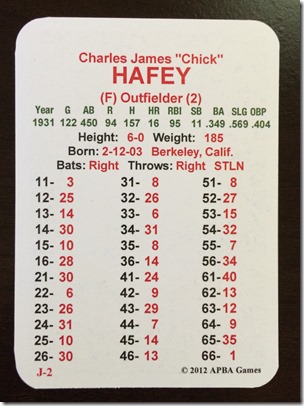 Charles James "Chick"
HAFEY
(F) Outfielder (2)
Year G AB R H HR RBI SB BA SLG OBP
1931 122 450 94 157 16 95 11 .349 .569 .404
Height: 6-0 Weight: 185
Born: 2-12-03 Berkeley, Calif.
Bats: Right Throws: Right STLN
11- 3 31- 8 51- 8
12- 25 32- 26 52- 27
13- 14 33- 6 53- 15
14- 30 34- 31 54- 32
15- 10 35- 8 55- 7
16- 28 36- 14 56- 34
21- 30 41- 24 61- 40
22- 6 42- 13 62- 12
23- 26 43- 29 63- 12
24- 31 44- 7 64- 9
25- 10 45- 14 65- 35
26- 30 46- 13 66- 1
J-2 © 2012 APBA Games